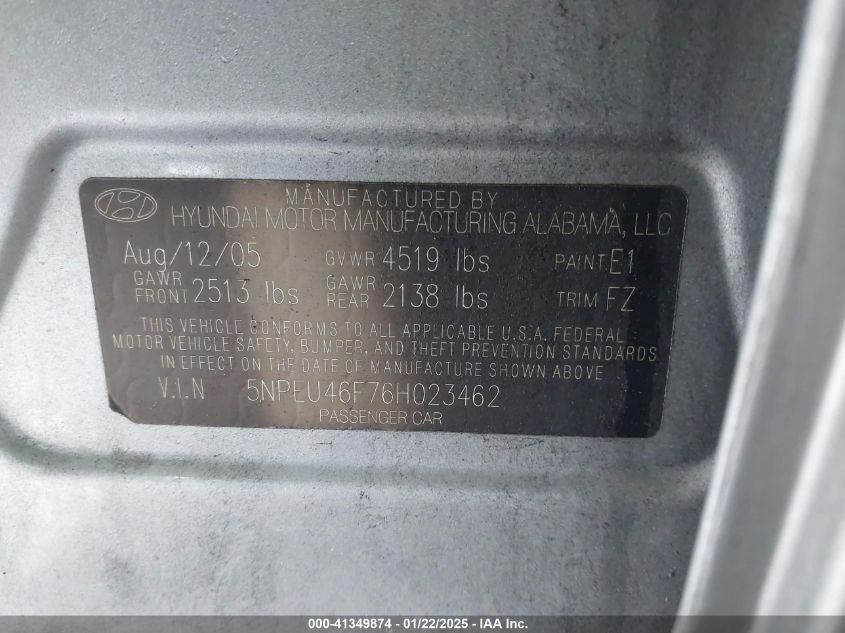 MANUFACTURED BY
HYUNDAI MOTOR MANUFACTURING ALABAMA, LLC
Aug/12/05 GVWR 4519 lbs PAINT E1
GAWR FRONT 2513 lbs GAWR REAR 2138 lbs TRIM FZ
THIS VEHICLE CONFORMS TO ALL APPLICABLE U.S.A. FEDERAL
MOTOR VEHICLE SAFETY, BUMPER, AND THEFT PREVENTION STANDARDS
IN EFFECT ON THE DATE OF MANUFACTURE SHOWN ABOVE
V.I.N 5NPEU46F76H023462
PASSENGER CAR
000-41349874 - 01/22/2025 - IAA Inc.